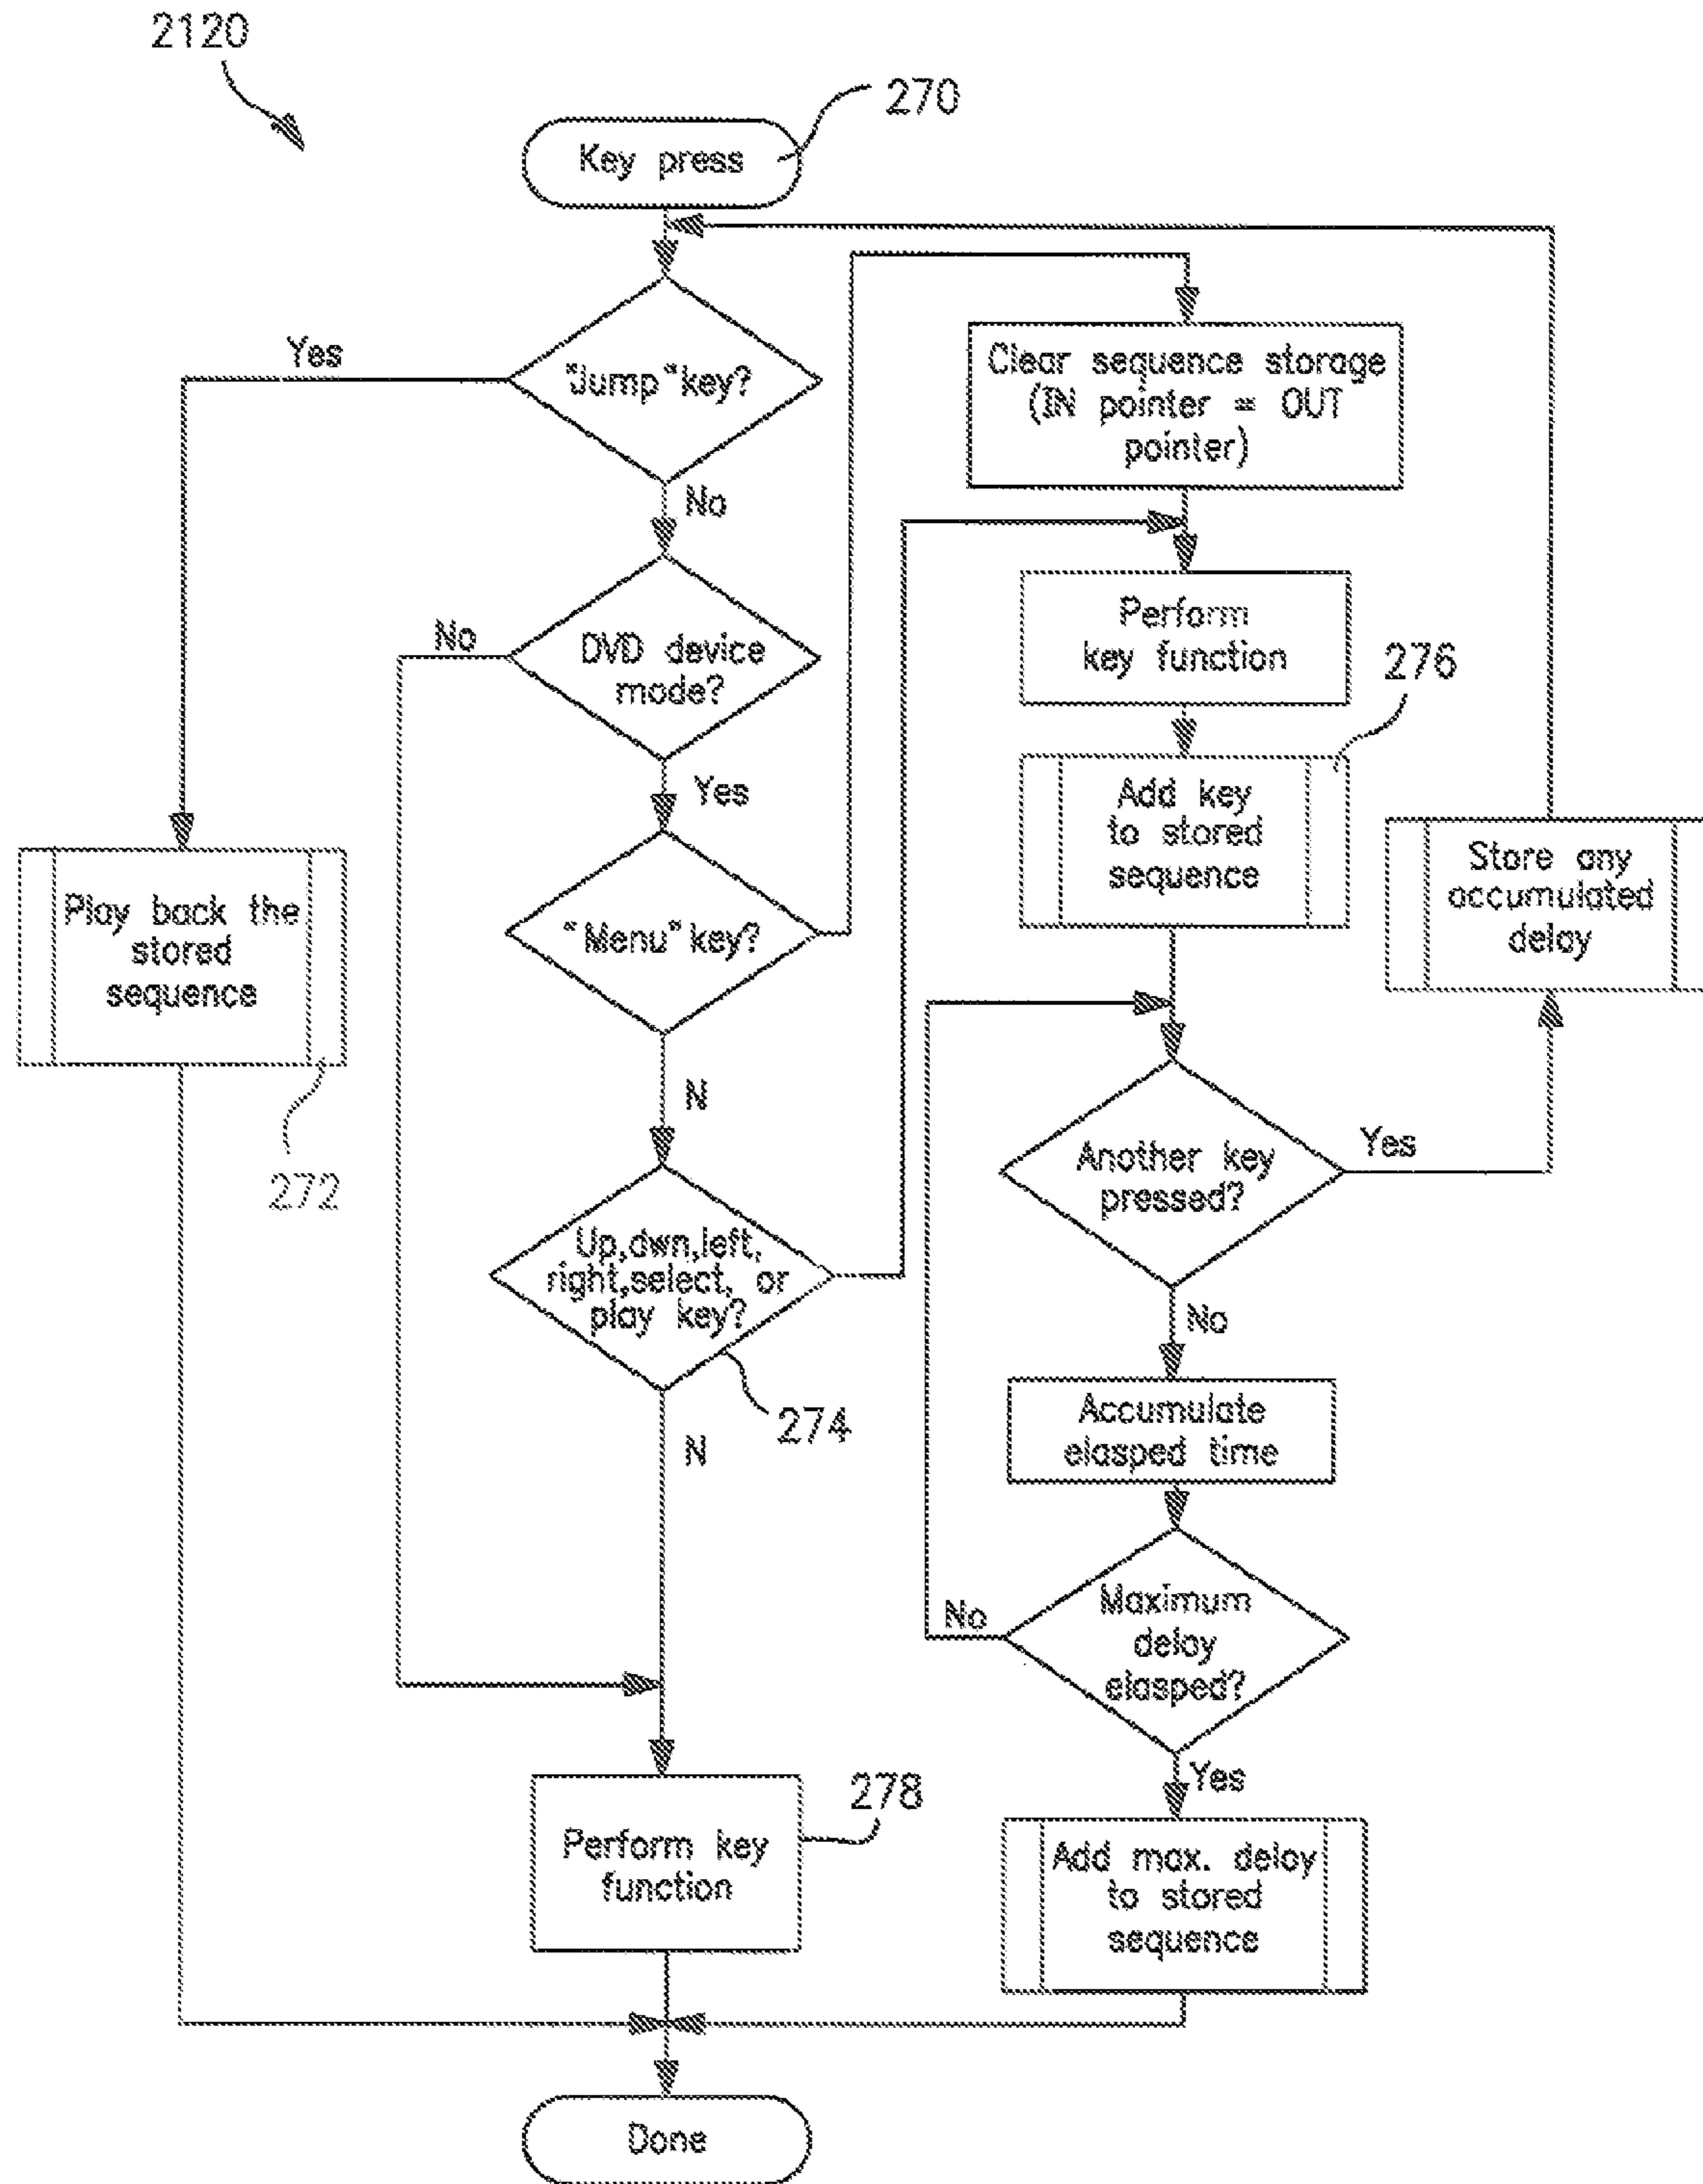 2120
270
Key press
"Jump" key?
Yes
No
DVD device
mode?
No
Yes
"Menu" key?
N
Up,dwn,left,
right,select, or
play key?
274
N
Play back the
stored
sequence
272
Clear sequence storage
(IN pointer = OUT
pointer)
Perform
key function
276
Add key
to stored
sequence
Store any
accumulated
delay
Another key
pressed?
Yes
No
Accumulate
elasped time
Maximum
delay
elasped?
No
Yes
Add max. delay
to stored
sequence
Perform key
function
278
Done